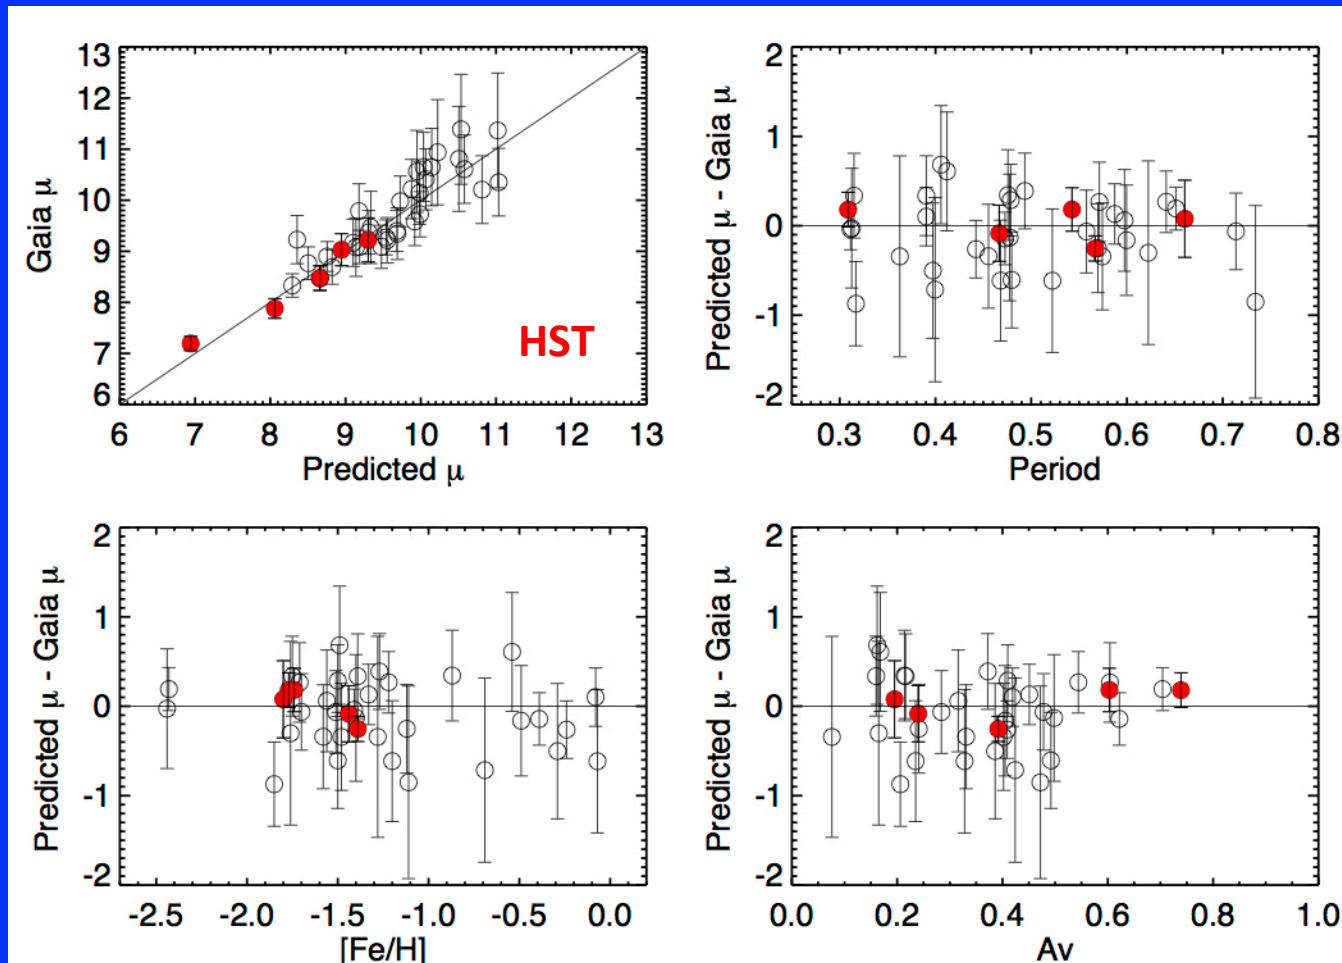 13
12
11
10
9
8
7
6
Gaia μ
6 7 8 9 10 11 12 13
Predicted μ
HST
2
1
0
-1
-2
Predicted μ - Gaia μ
0.3 0.4 0.5 0.6 0.7 0.8
Period
2
1
0
-1
-2
Predicted μ - Gaia μ
-2.5 -2.0 -1.5 -1.0 -0.5 0.0
[Fe/H]
2
1
0
-1
-2
Predicted μ - Gaia μ
0.0 0.2 0.4 0.6 0.8 1.0
Av